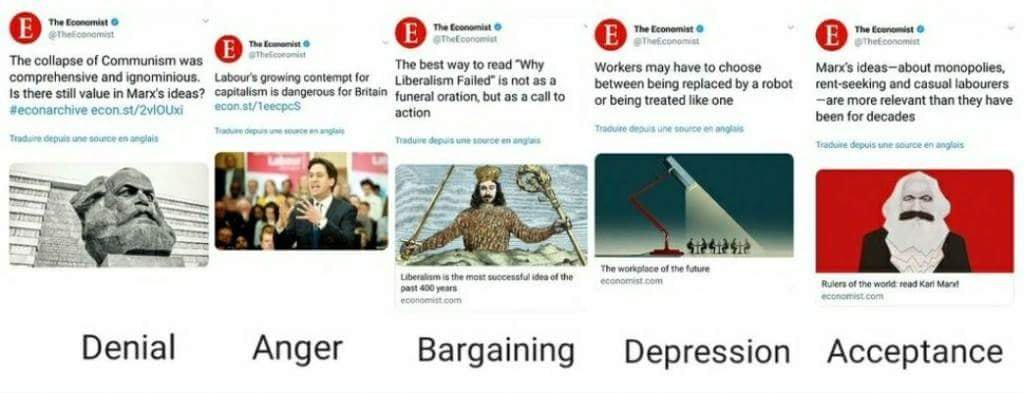 The Economist
@TheEconomist
The collapse of Communism was
comprehensive and ignominious.
Is there still value in Marx's ideas?
#econarchive econ.st/2vlOUxi
Traduire depuis une source en anglais
Denial
The Economist
@TheEconomist
Labour's growing contempt for
capitalism is dangerous for Britain
econ.st/1eecpcS
Traduire depuis une source en anglais
Labour
Anger
The Economist
@TheEconomist
The best way to read "Why
Liberalism Failed" is not as a
funeral oration, but as a call to
action
Traduire depuis une source en anglais
Liberalism is the most successful idea of the
past 400 years
economist.com
Bargaining
The Economist
@TheEconomist
Workers may have to choose
between being replaced by a robot
or being treated like one
Traduire depuis une source en anglais
The workplace of the future
economist.com
Depression
The Economist
@TheEconomist
Marx's ideas—about monopolies,
rent-seeking and casual labourers
—are more relevant than they have
been for decades
Traduire depuis une source en anglais
Rulers of the world: read Karl Marx!
economist.com
Acceptance